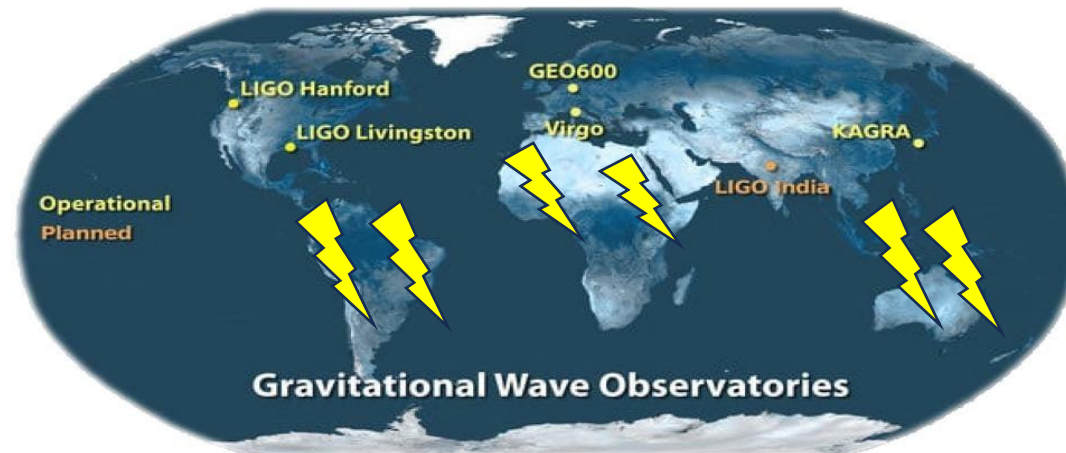 GEO600
LIGO Hanford
Virgo
LIGO Livingston
KAGRA
LIGO India
Operational
Planned
Gravitational Wave Observatories